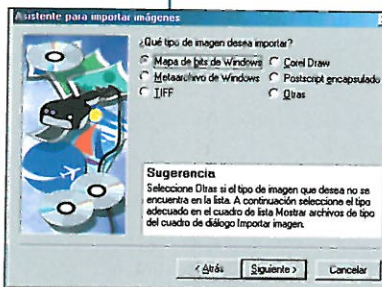 Asistente para importar imágenes
¿Qué tipo de imagen desea importar?
Mapa de bits de Windows Corel Draw
Metaarchivo de Windows Postscript encapsulado
TIFF Otras
Sugerencia
Seleccione Otras si el tipo de imagen que desea no se
encuentra en la lista. A continuación seleccione el tipo
adecuado en el cuadro de lista Mostrar archivos de tipo
del cuadro de diálogo Importar imagen.
< Atrás Siguiente > Cancelar